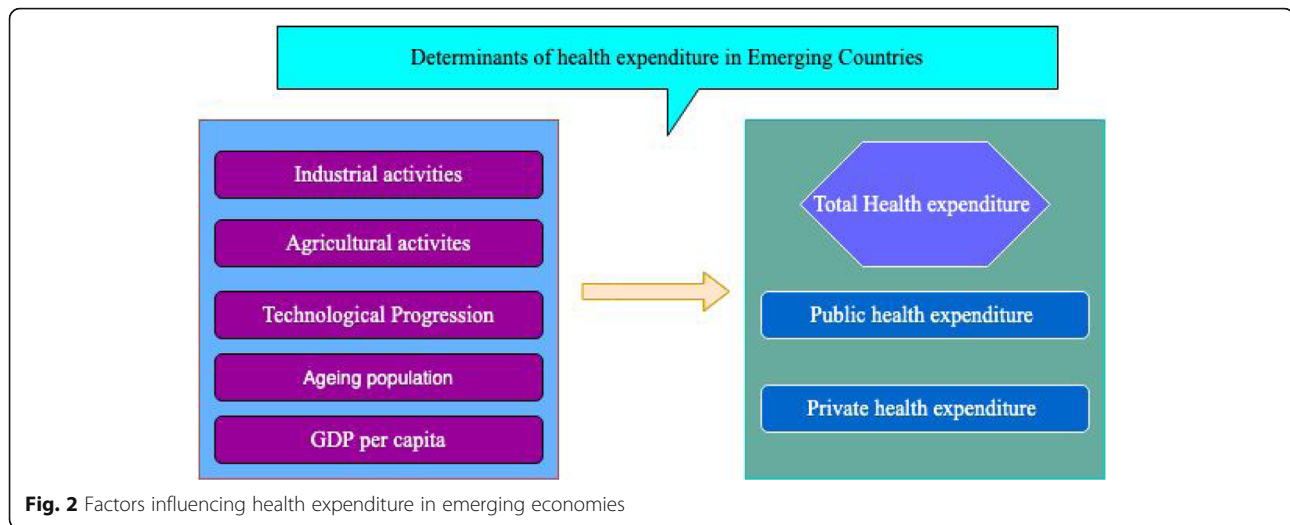 Determinants of health expenditure in Emerging Countries
Industrial activities
Agricultural activites
Technological Progression
Ageing population
GDP per capita
Total Health expenditure
Public health expenditure
Private health expenditure
Fig. 2 Factors influencing health expenditure in emerging economies